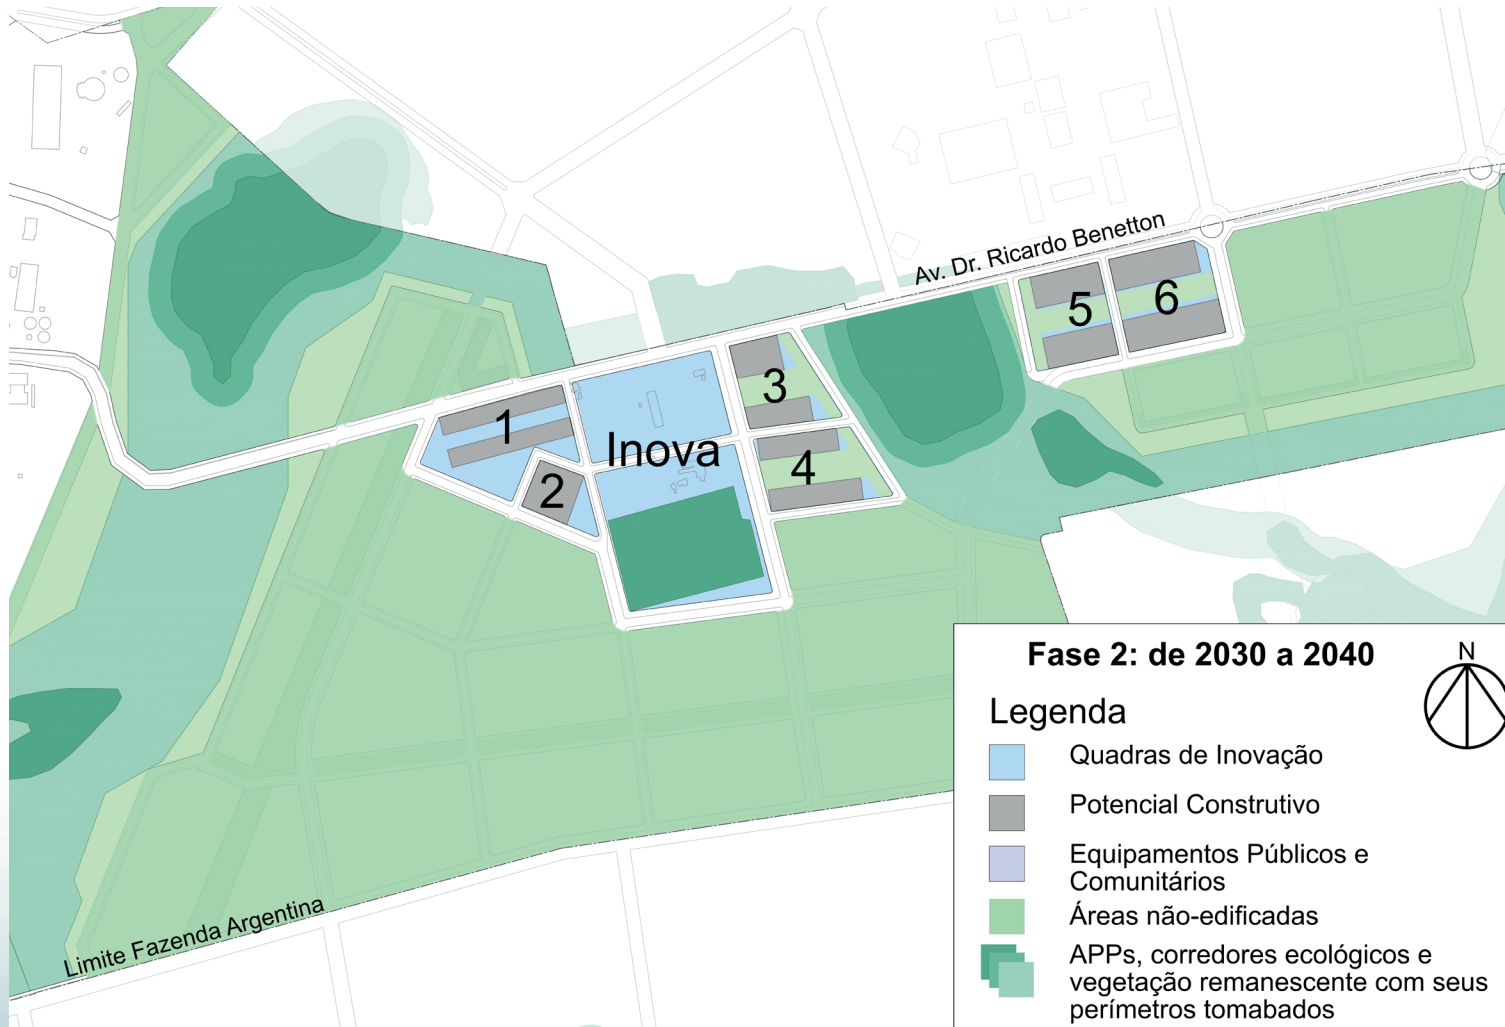 Av. Dr. Ricardo Benetton
5
6
3
1
Inova
4
2
Limite Fazenda Argentina
Fase 2: de 2030 a 2040
N
Legenda
Quadras de Inovação
Potencial Construtivo
Equipamentos Públicos e
Comunitários
Áreas não-edificadas
APPs, corredores ecológicos e
vegetação remanescente com seus
perímetros tomabados